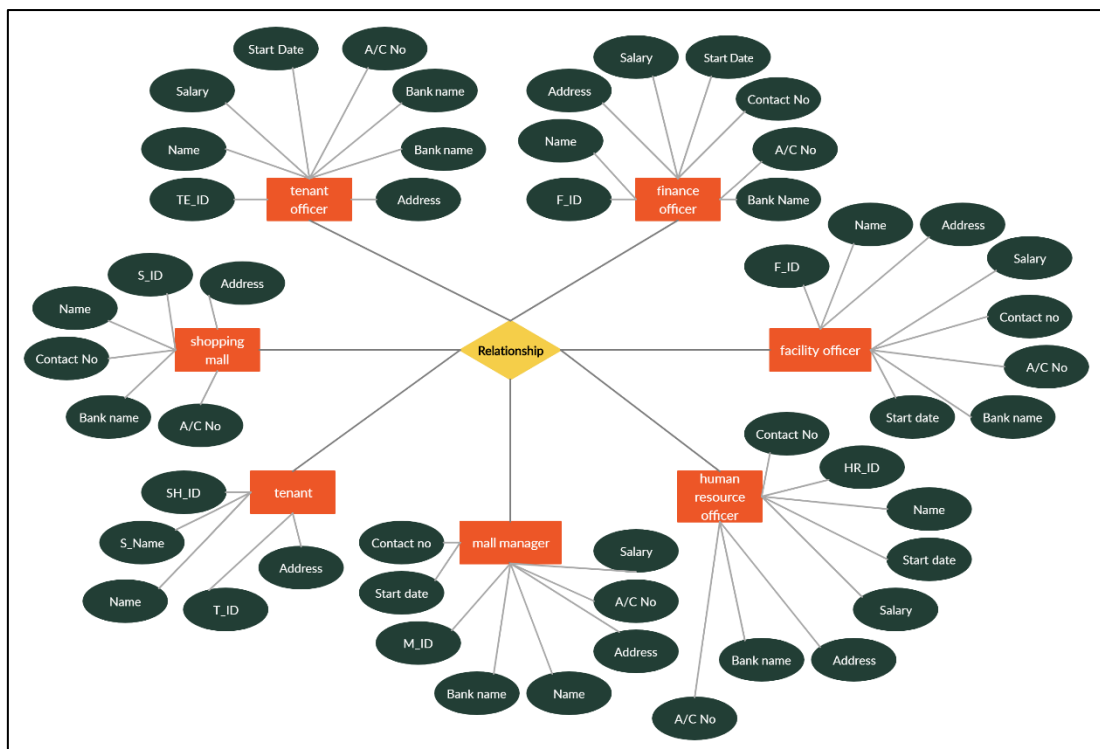 Start Date
A/C No
Salary
Bank name
Name
Bank name
TE_ID
tenant
officer
Address
Salary
Start Date
Address
Contact No
Name
A/C No
F_ID
finance
officer
Bank Name
Name
Address
F_ID
Salary
Contact no
facility officer
A/C No
Start date
Bank name
S_ID
Address
Name
shopping
mall
Contact No
Bank name
A/C No
Relationship
SH_ID
tenant
S_Name
Address
Name
T_ID
Contact no
mall manager
Salary
Start date
A/C No
M_ID
Address
Bank name
Name
Contact No
HR_ID
human
resource
officer
Name
Start date
Salary
Bank name
Address
A/C No